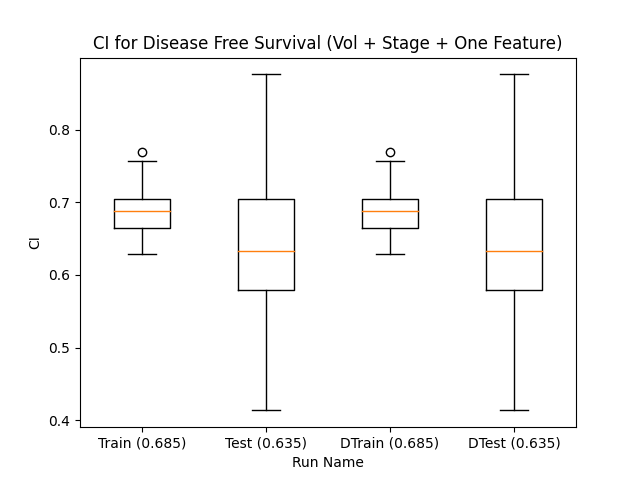 CI for Disease Free Survival (Vol + Stage + One Feature)
CI
0.8
0.7
0.6
0.5
0.4
Train (0.685) Test (0.635) DTrain (0.685) DTest (0.635)
Run Name